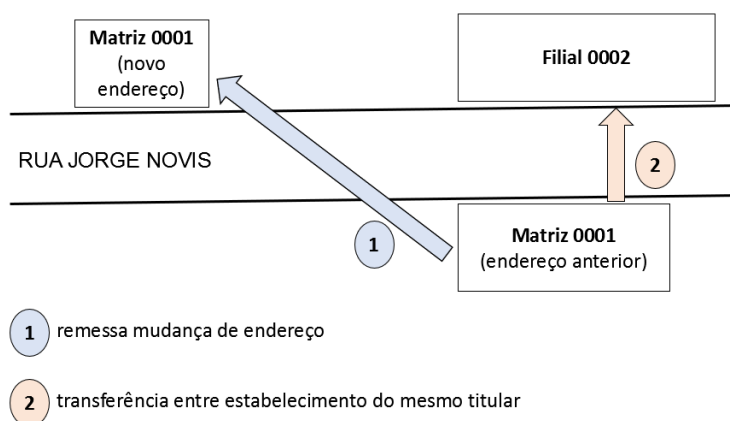 Matriz 0001
(novo
endereço)
Filial 0002
RUA JORGE NOVIS
2
1
Matriz 0001
(endereço anterior)
1 remessa mudança de endereço
2 transferência entre estabelecimento do mesmo titular